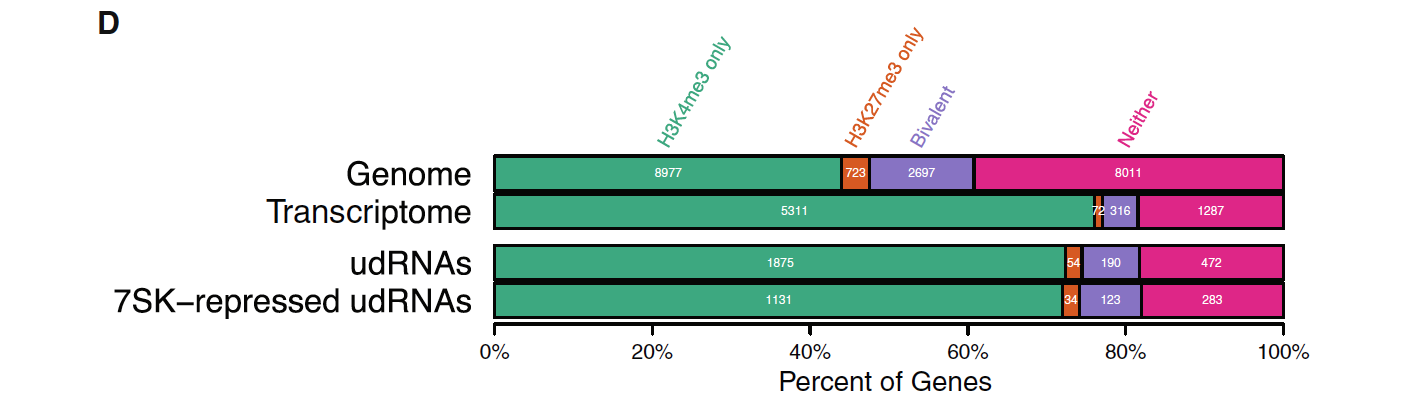 D
H3K4me3 only
H3K27me3 only
Bivalent
Neither
Genome
8977
723
2697
8011
Transcriptome
5311
72
316
1287
udRNAs
1875
54
190
472
7SK−repressed udRNAs
1131
34
123
283
0%
20%
40%
60%
80%
100%
Percent of Genes